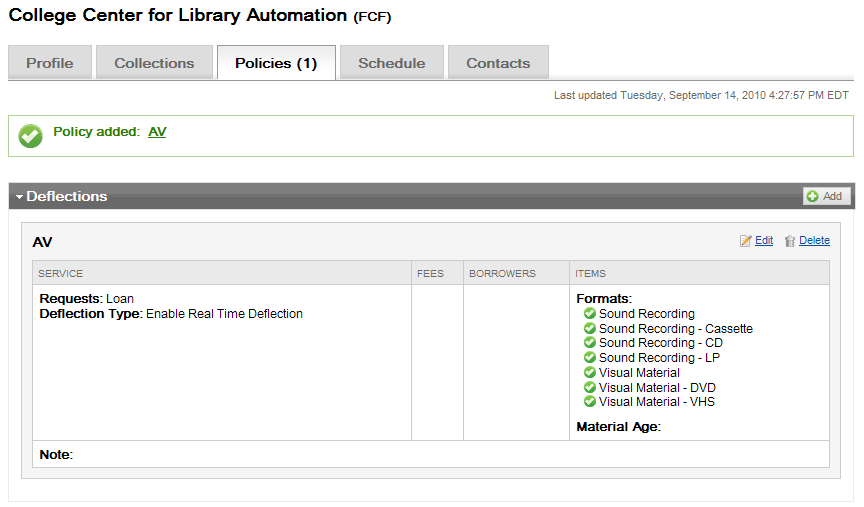 College Center for Library Automation (FCF)
Profile Collections Policies (1) Schedule Contacts
Last updated Tuesday, September 14, 2010 4:27:57 PM EDT
Policy added: AV
Deflections Add
AV Edit Delete
SERVICE FEES BORROWERS ITEMS
Requests: Loan
Deflection Type: Enable Real Time Deflection
Formats:
Sound Recording
Sound Recording - Cassette
Sound Recording - CD
Sound Recording - LP
Visual Material
Visual Material - DVD
Visual Material - VHS
Material Age:
Note: